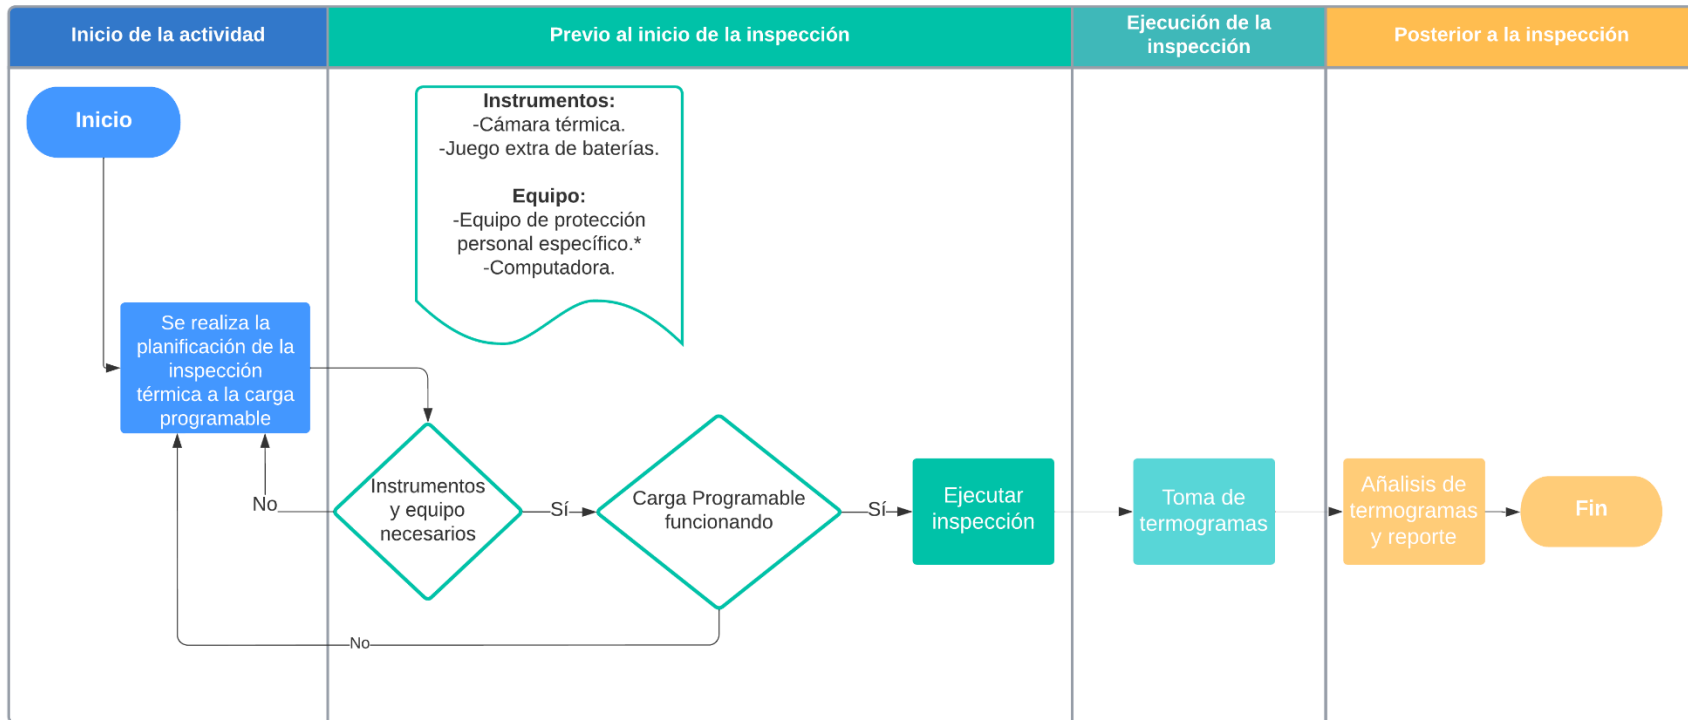 Inicio de la actividad
Previo al inicio de la inspección
Ejecución de la
inspección
Posterior a la inspección
Inicio
Instrumentos:
-Cámara térmica.
-Juego extra de baterías.
Equipo:
-Equipo de protección
personal específico.*
-Computadora.
Se realiza la
planificación de la
inspección
térmica a la carga
programable
Instrumentos
y equipo
necesarios
No
Sí
Carga Programable
funcionando
Sí
No
Ejecutar
inspección
Toma de
termogramas
Añalisis de
termogramas
y reporte
Fin